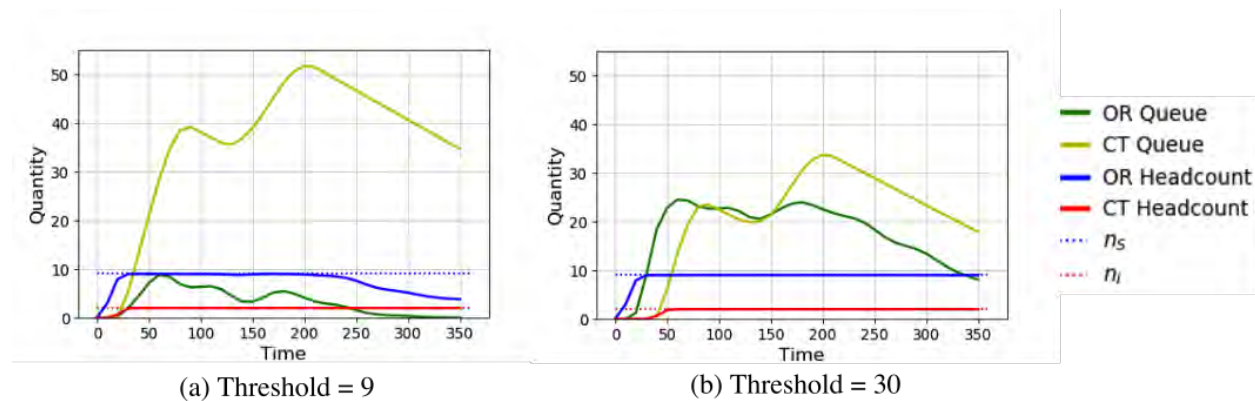 50
40
30
20
10
0
Quantity
0 50 100 150 200 250 300 350
Time
(a) Threshold = 9
50
40
30
20
10
0
Quantity
0 50 100 150 200 250 300 350
Time
(b) Threshold = 30
OR Queue
CT Queue
OR Headcount
CT Headcount
n_S
n_i